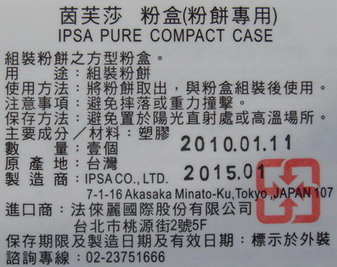 茵芙莎 粉盒(粉餅專用)
IPSA PURE COMPACT CASE
組裝粉餅之方型粉盒。
用途：組裝粉餅
使用方法：將粉餅取出，與粉盒組裝後使用。
注意事項：避免摔落或重力撞擊。
保存方法：避免置於陽光直射處或高溫場所。
主要成分／材料：塑膠
數量：壹個 2010.01.11
原產地：台灣 2015.01
製造商：IPSA CO., LTD.
7-1-16 Akasaka Minato-Ku,Tokyo,JAPAN 107
進口商：法徠麗國際股份有限公司
台北市桃源街2號5F
保存期限及製造日期及有效日期：標示於外裝
諮詢專線：02-23751666